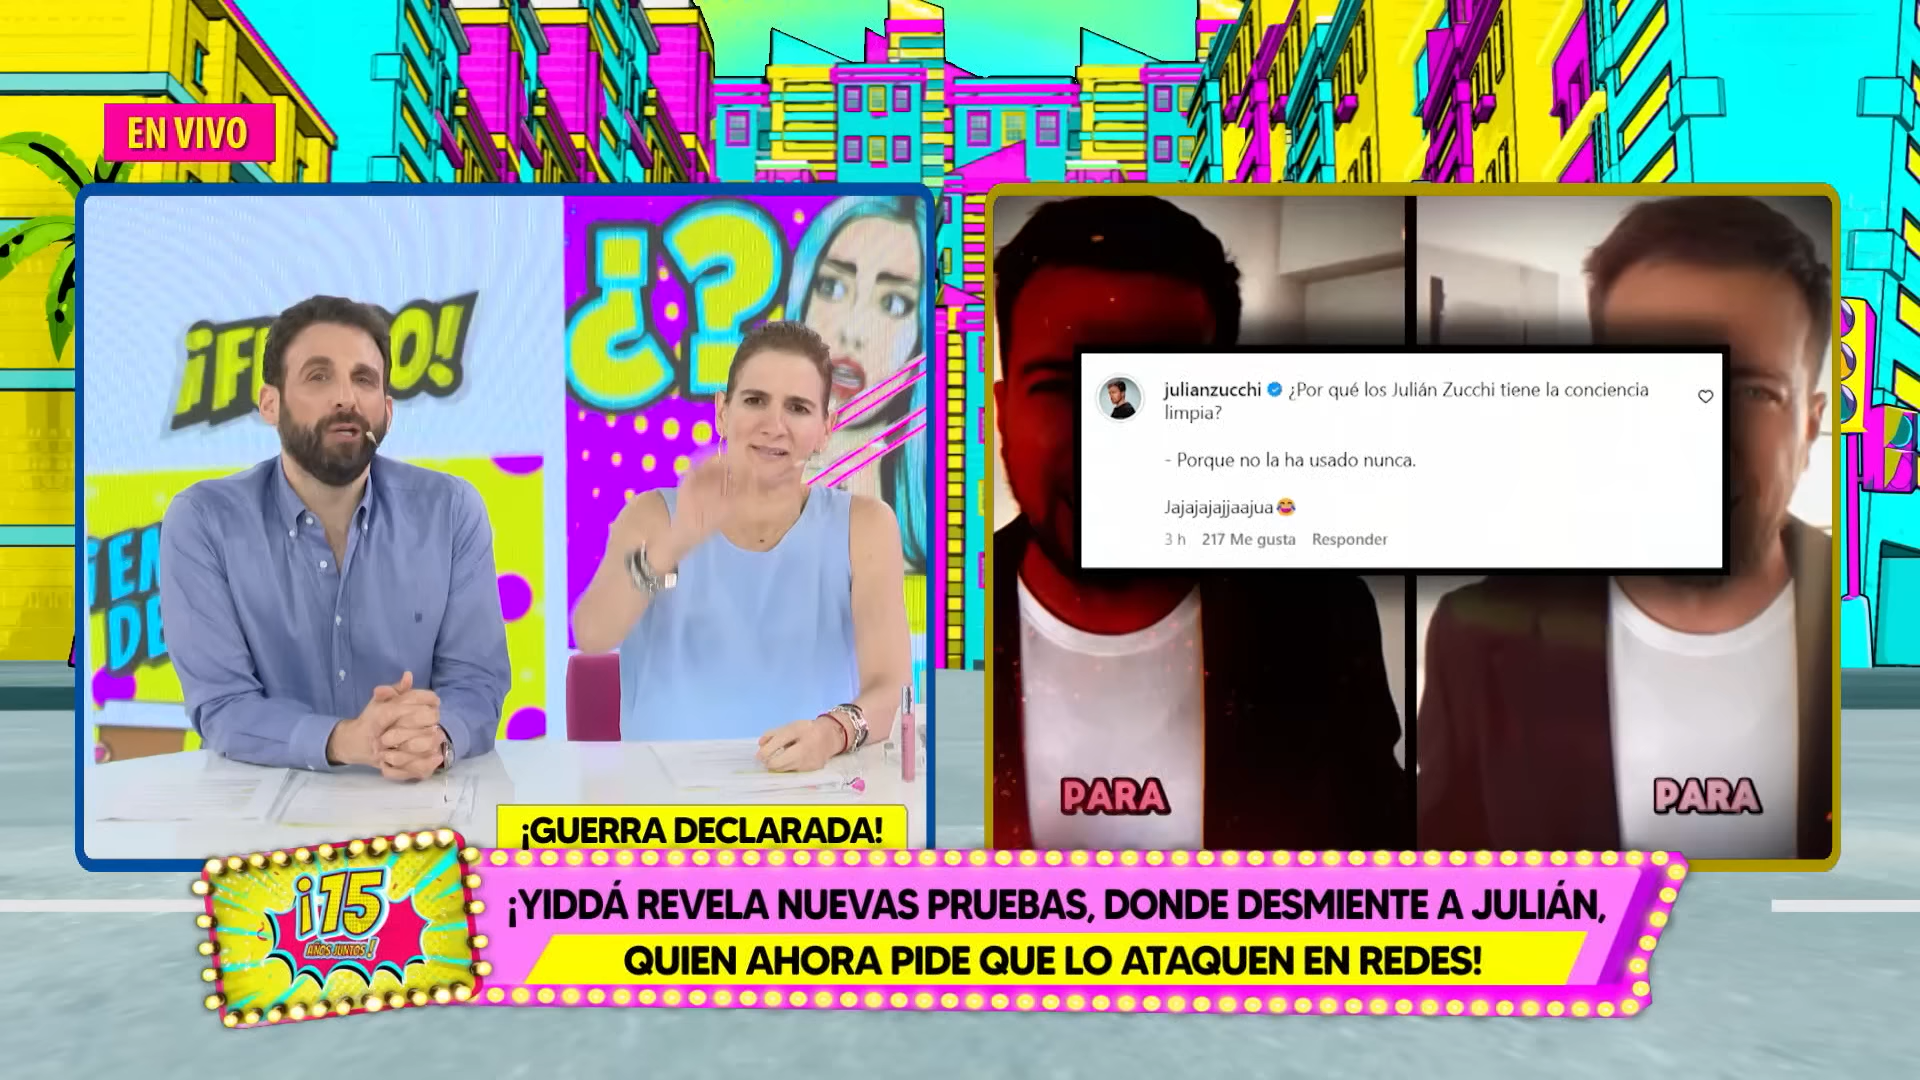 EN VIVO
¿?
julianzucchi ¿Por qué los Julián Zucchi tiene la conciencia
limpia?
- Porque no la ha usado nunca.
Jajajajajjaajua😂
3 h 217 Me gusta Responder
PARA
PARA
¡GUERRA DECLARADA!
¡15
AÑOS JUNTOS!
¡YIDDÁ REVELA NUEVAS PRUEBAS, DONDE DESMIENTE A JULIÁN,
QUIEN AHORA PIDE QUE LO ATAQUEN EN REDES!